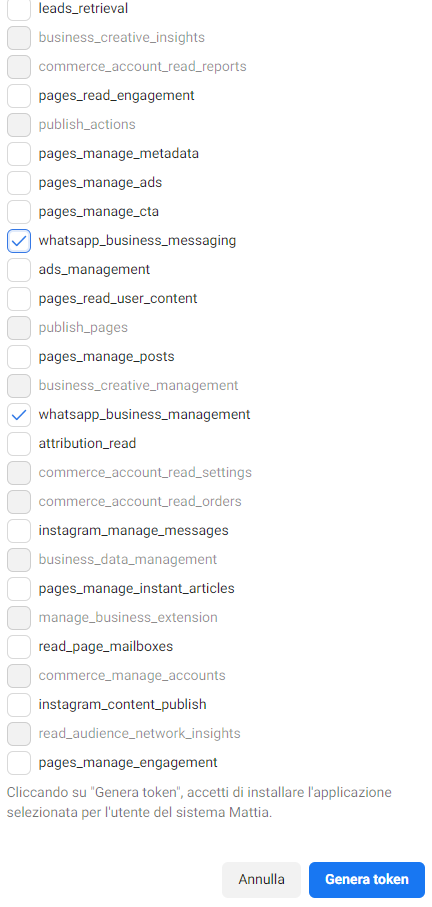 leads_retrieval
business_creative_insights
commerce_account_read_reports
pages_read_engagement
publish_actions
pages_manage_metadata
pages_manage_ads
pages_manage_cta
whatsapp_business_messaging
ads_management
pages_read_user_content
publish_pages
pages_manage_posts
business_creative_management
whatsapp_business_management
attribution_read
commerce_account_read_settings
commerce_account_read_orders
instagram_manage_messages
business_data_management
pages_manage_instant_articles
manage_business_extension
read_page_mailboxes
commerce_manage_accounts
instagram_content_publish
read_audience_network_insights
pages_manage_engagement
Cliccando su "Genera token", accetti di installare l'applicazione
selezionata per l'utente del sistema Mattia.
Annulla
Genera token